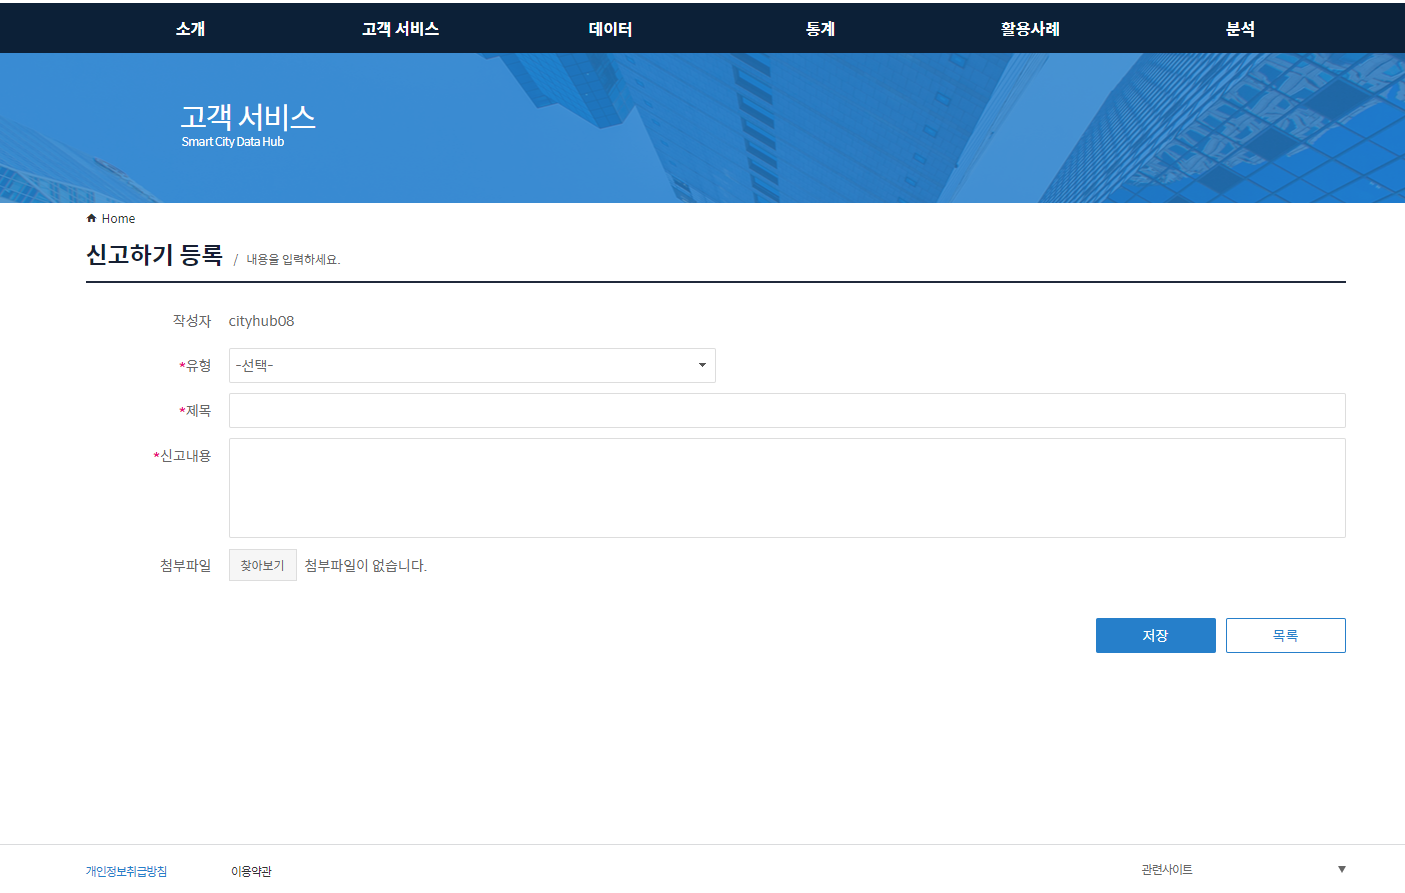 소개 고객 서비스 데이터 통계 활용사례 분석
고객 서비스
Smart City Data Hub
Home
신고하기 등록 / 내용을 입력하세요.
작성자 cityhub08
*유형 -선택-
*제목
*신고내용
첨부파일 찾아보기 첨부파일이 없습니다.
저장 목록
개인정보취급방침 이용약관 관련사이트 ▼